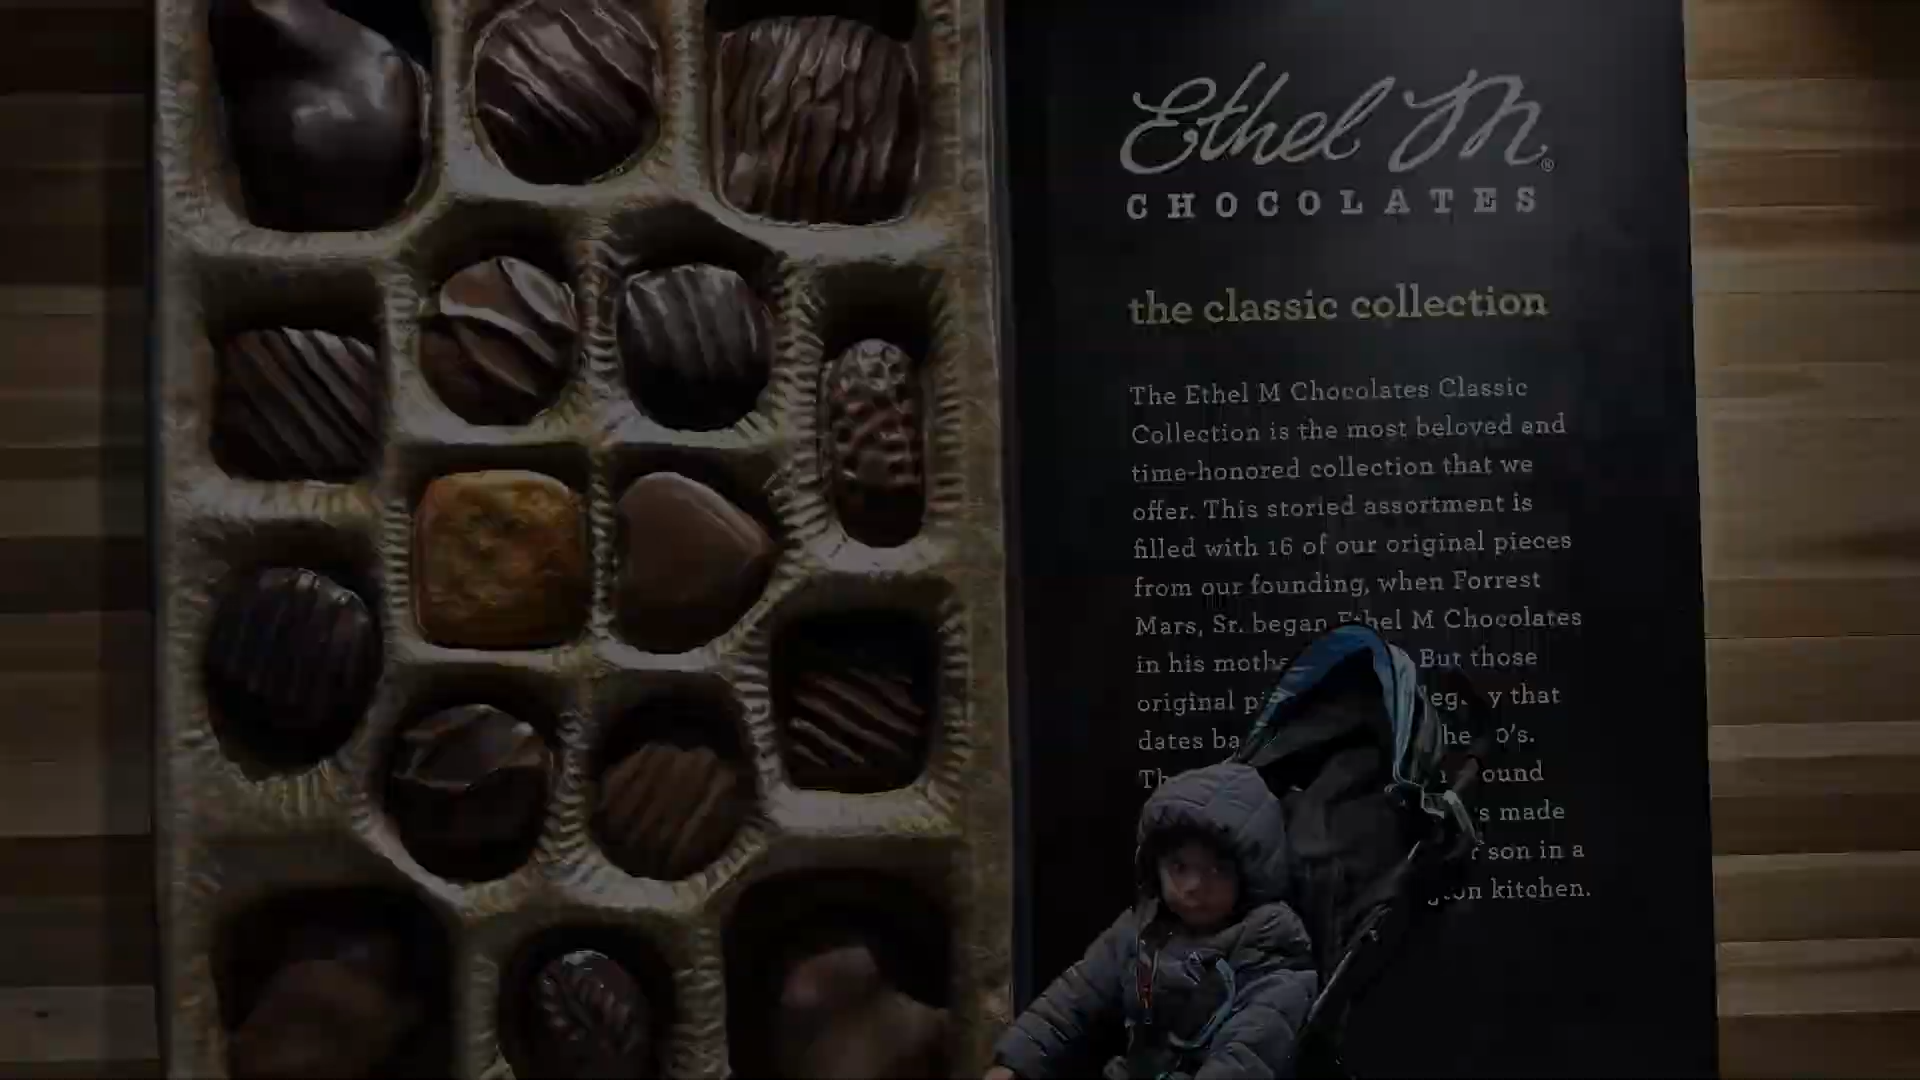 Ethel M®
CHOCOLATES
the classic collection
The Ethel M Chocolates Classic
Collection is the most beloved and
time-honored collection that we
offer. This storied assortment is
filled with 16 of our original pieces
from our founding, when Forrest
Mars, Sr. began Ethel M Chocolates
in his But those
original that
dates
made
son in a
kitchen.